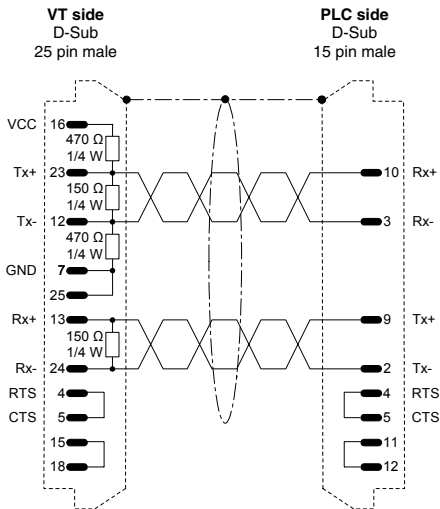 VT side
D-Sub
25 pin male
PLC side
D-Sub
15 pin male
VCC 16
470 Ω
1/4 W
Tx+ 23
10 Rx+
150 Ω
1/4 W
Tx- 12
3 Rx-
470 Ω
1/4 W
GND 7
25
Rx+ 13
9 Tx+
150 Ω
1/4 W
Rx- 24
2 Tx-
RTS 4
4 RTS
CTS 5
5 CTS
15
11
18
12